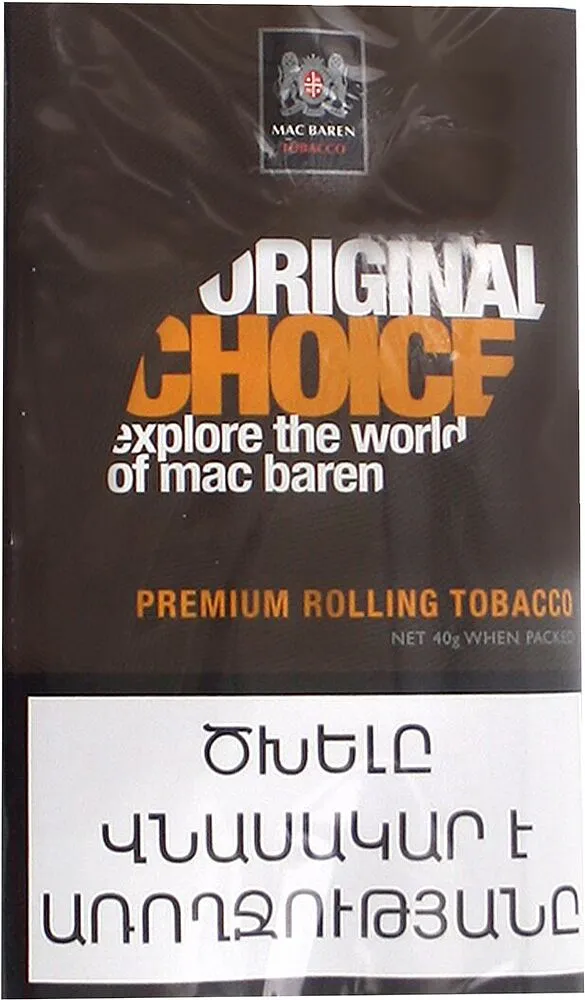 MAC BAREN
TOBACCO
ORIGINAL
CHOICE
explore the world
of mac baren
PREMIUM ROLLING TOBACCO
NET 40g WHEN PACKED
ԾԽԵԼԸ
ՎՆԱՍԱԿԱՐ Է
ԱՌՈՂՋՈՒԹՅԱՆԸ